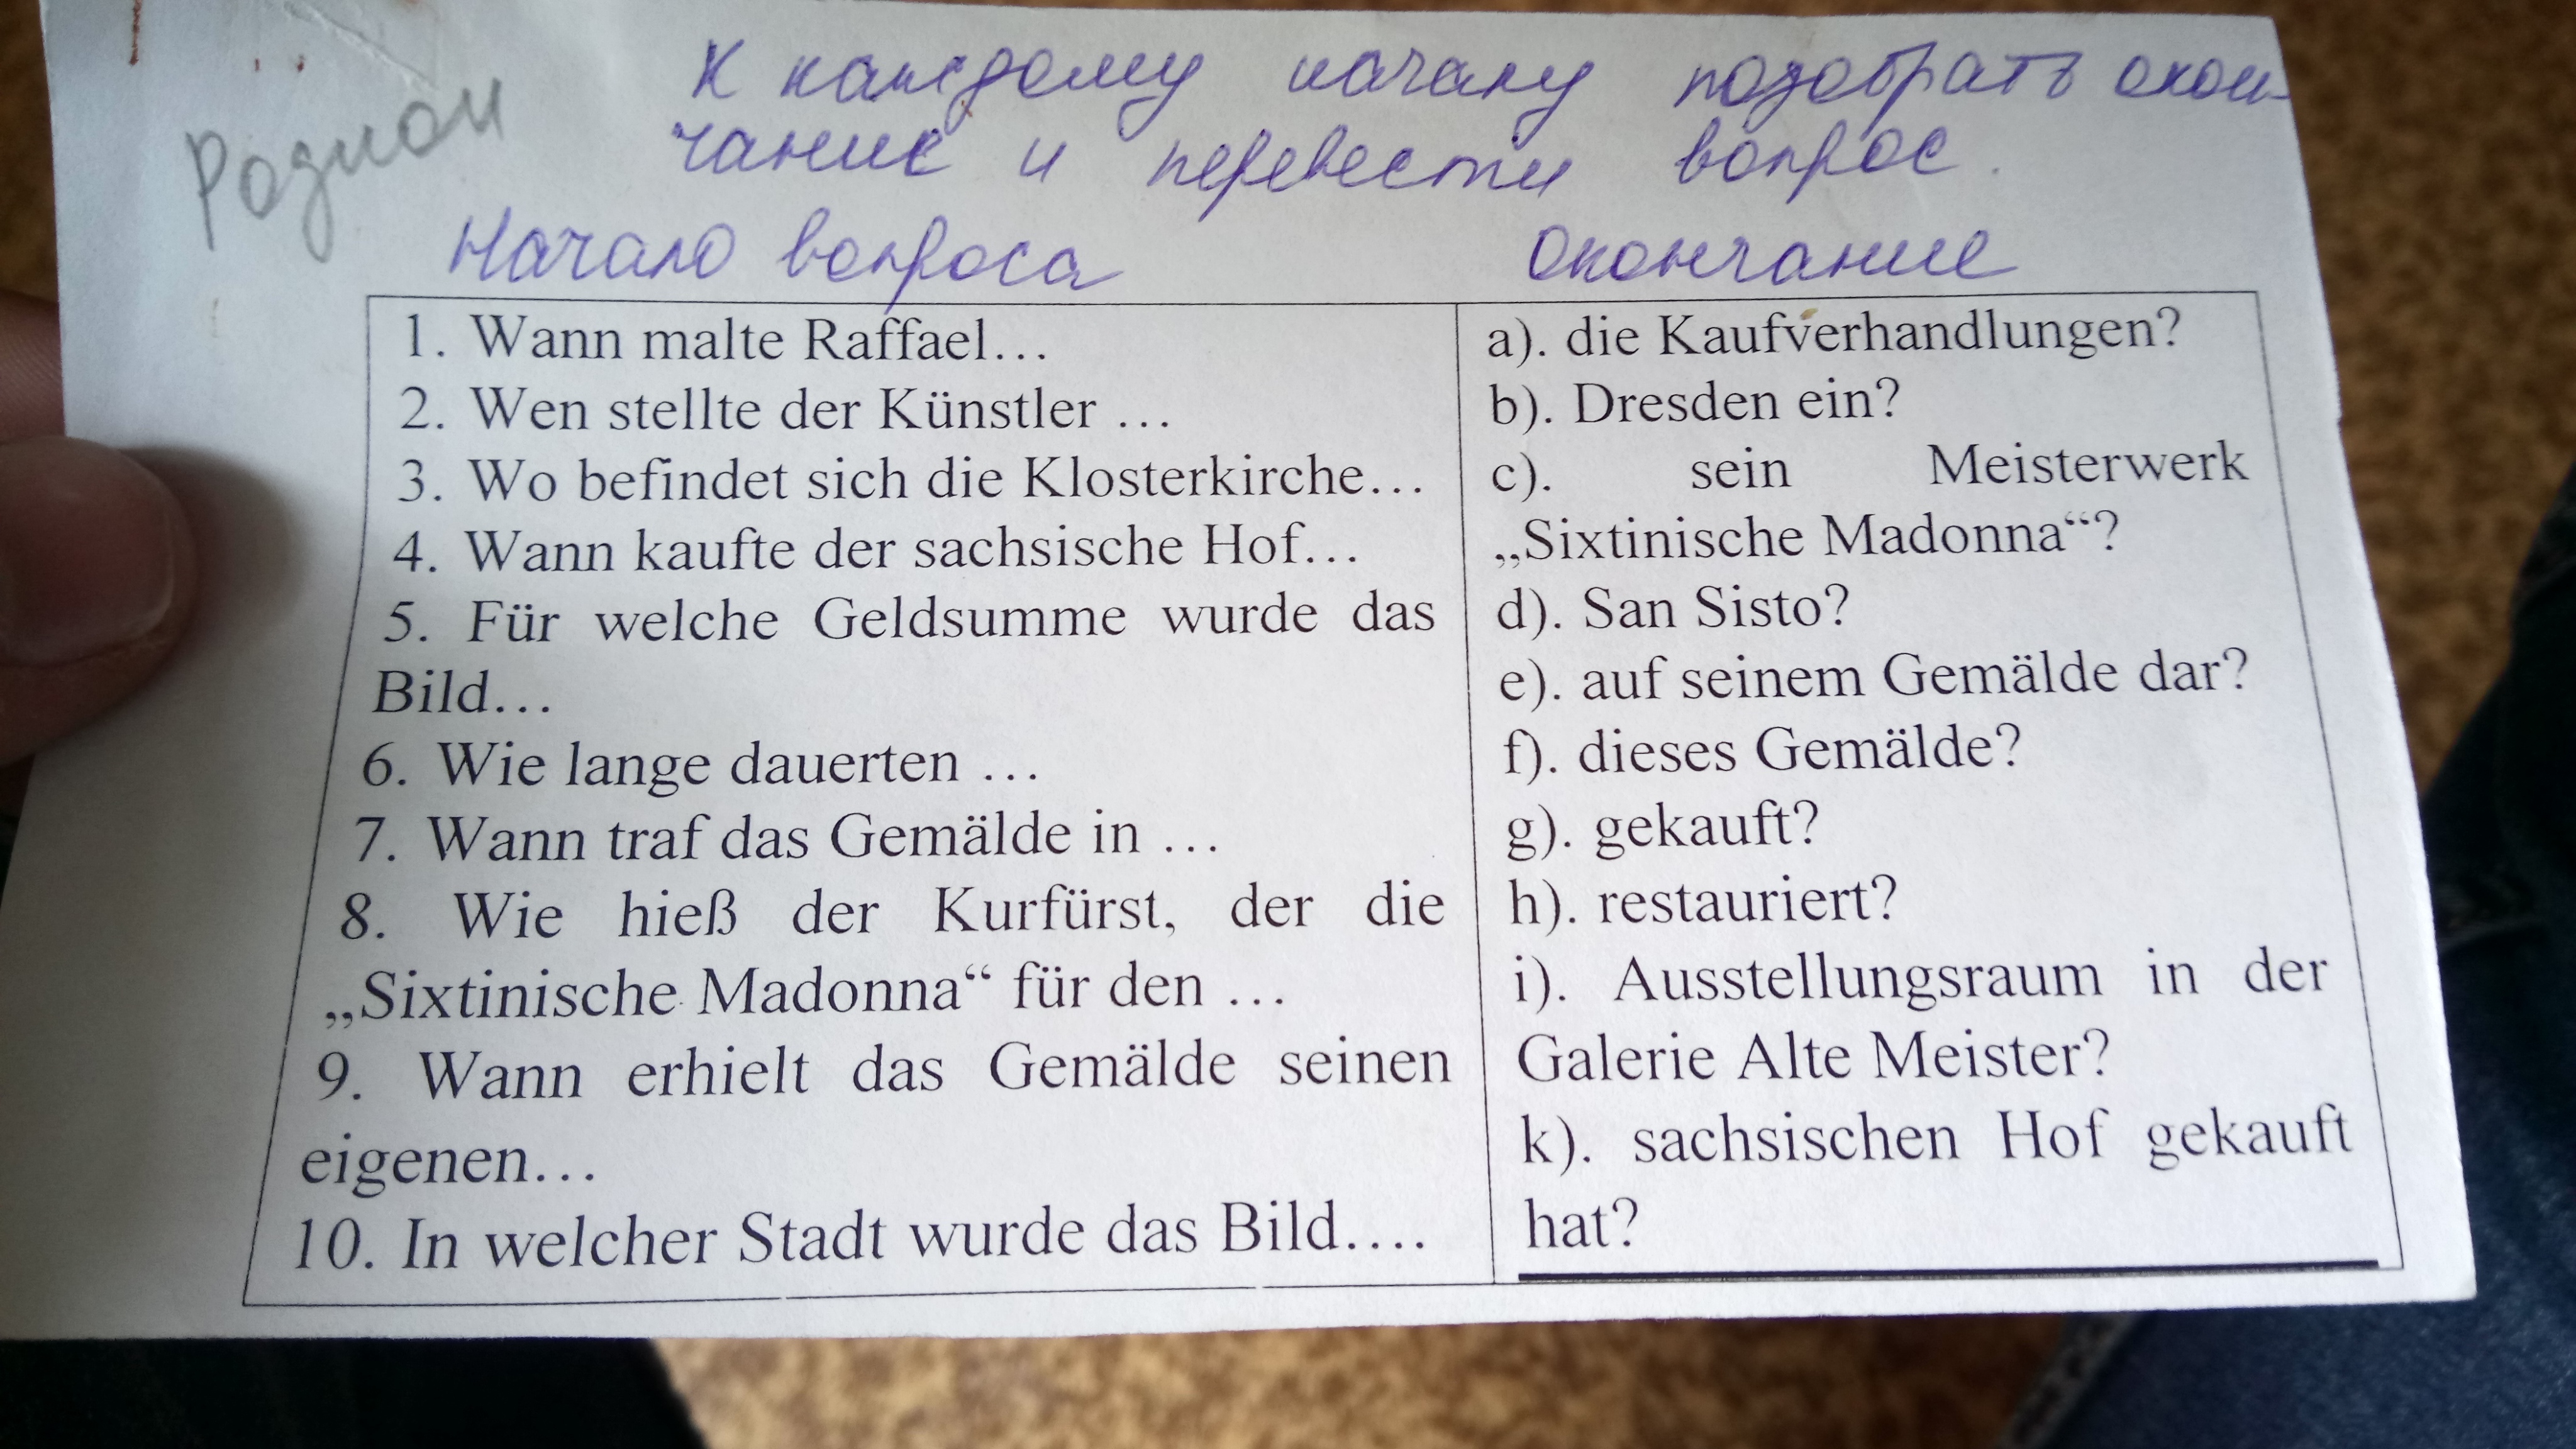 Родион
К каждому началу подобрать окон-
чание и перевести вопрос.
Начало вопроса
окончание
1. Wann malte Raffael…
2. Wen stellte der Künstler …
3. Wo befindet sich die Klosterkirche…
4. Wann kaufte der sachsische Hof…
5. Für welche Geldsumme wurde das
Bild…
6. Wie lange dauerten …
7. Wann traf das Gemälde in …
8. Wie hieß der Kurfürst, der die
„Sixtinische Madonna“ für den …
9. Wann erhielt das Gemälde seinen
eigenen…
10. In welcher Stadt wurde das Bild….
a). die Kaufverhandlungen?
b). Dresden ein?
c). sein Meisterwerk
„Sixtinische Madonna“?
d). San Sisto?
e). auf seinem Gemälde dar?
f). dieses Gemälde?
g). gekauft?
h). restauriert?
i). Ausstellungsraum in der
Galerie Alte Meister?
k). sachsischen Hof gekauft
hat?